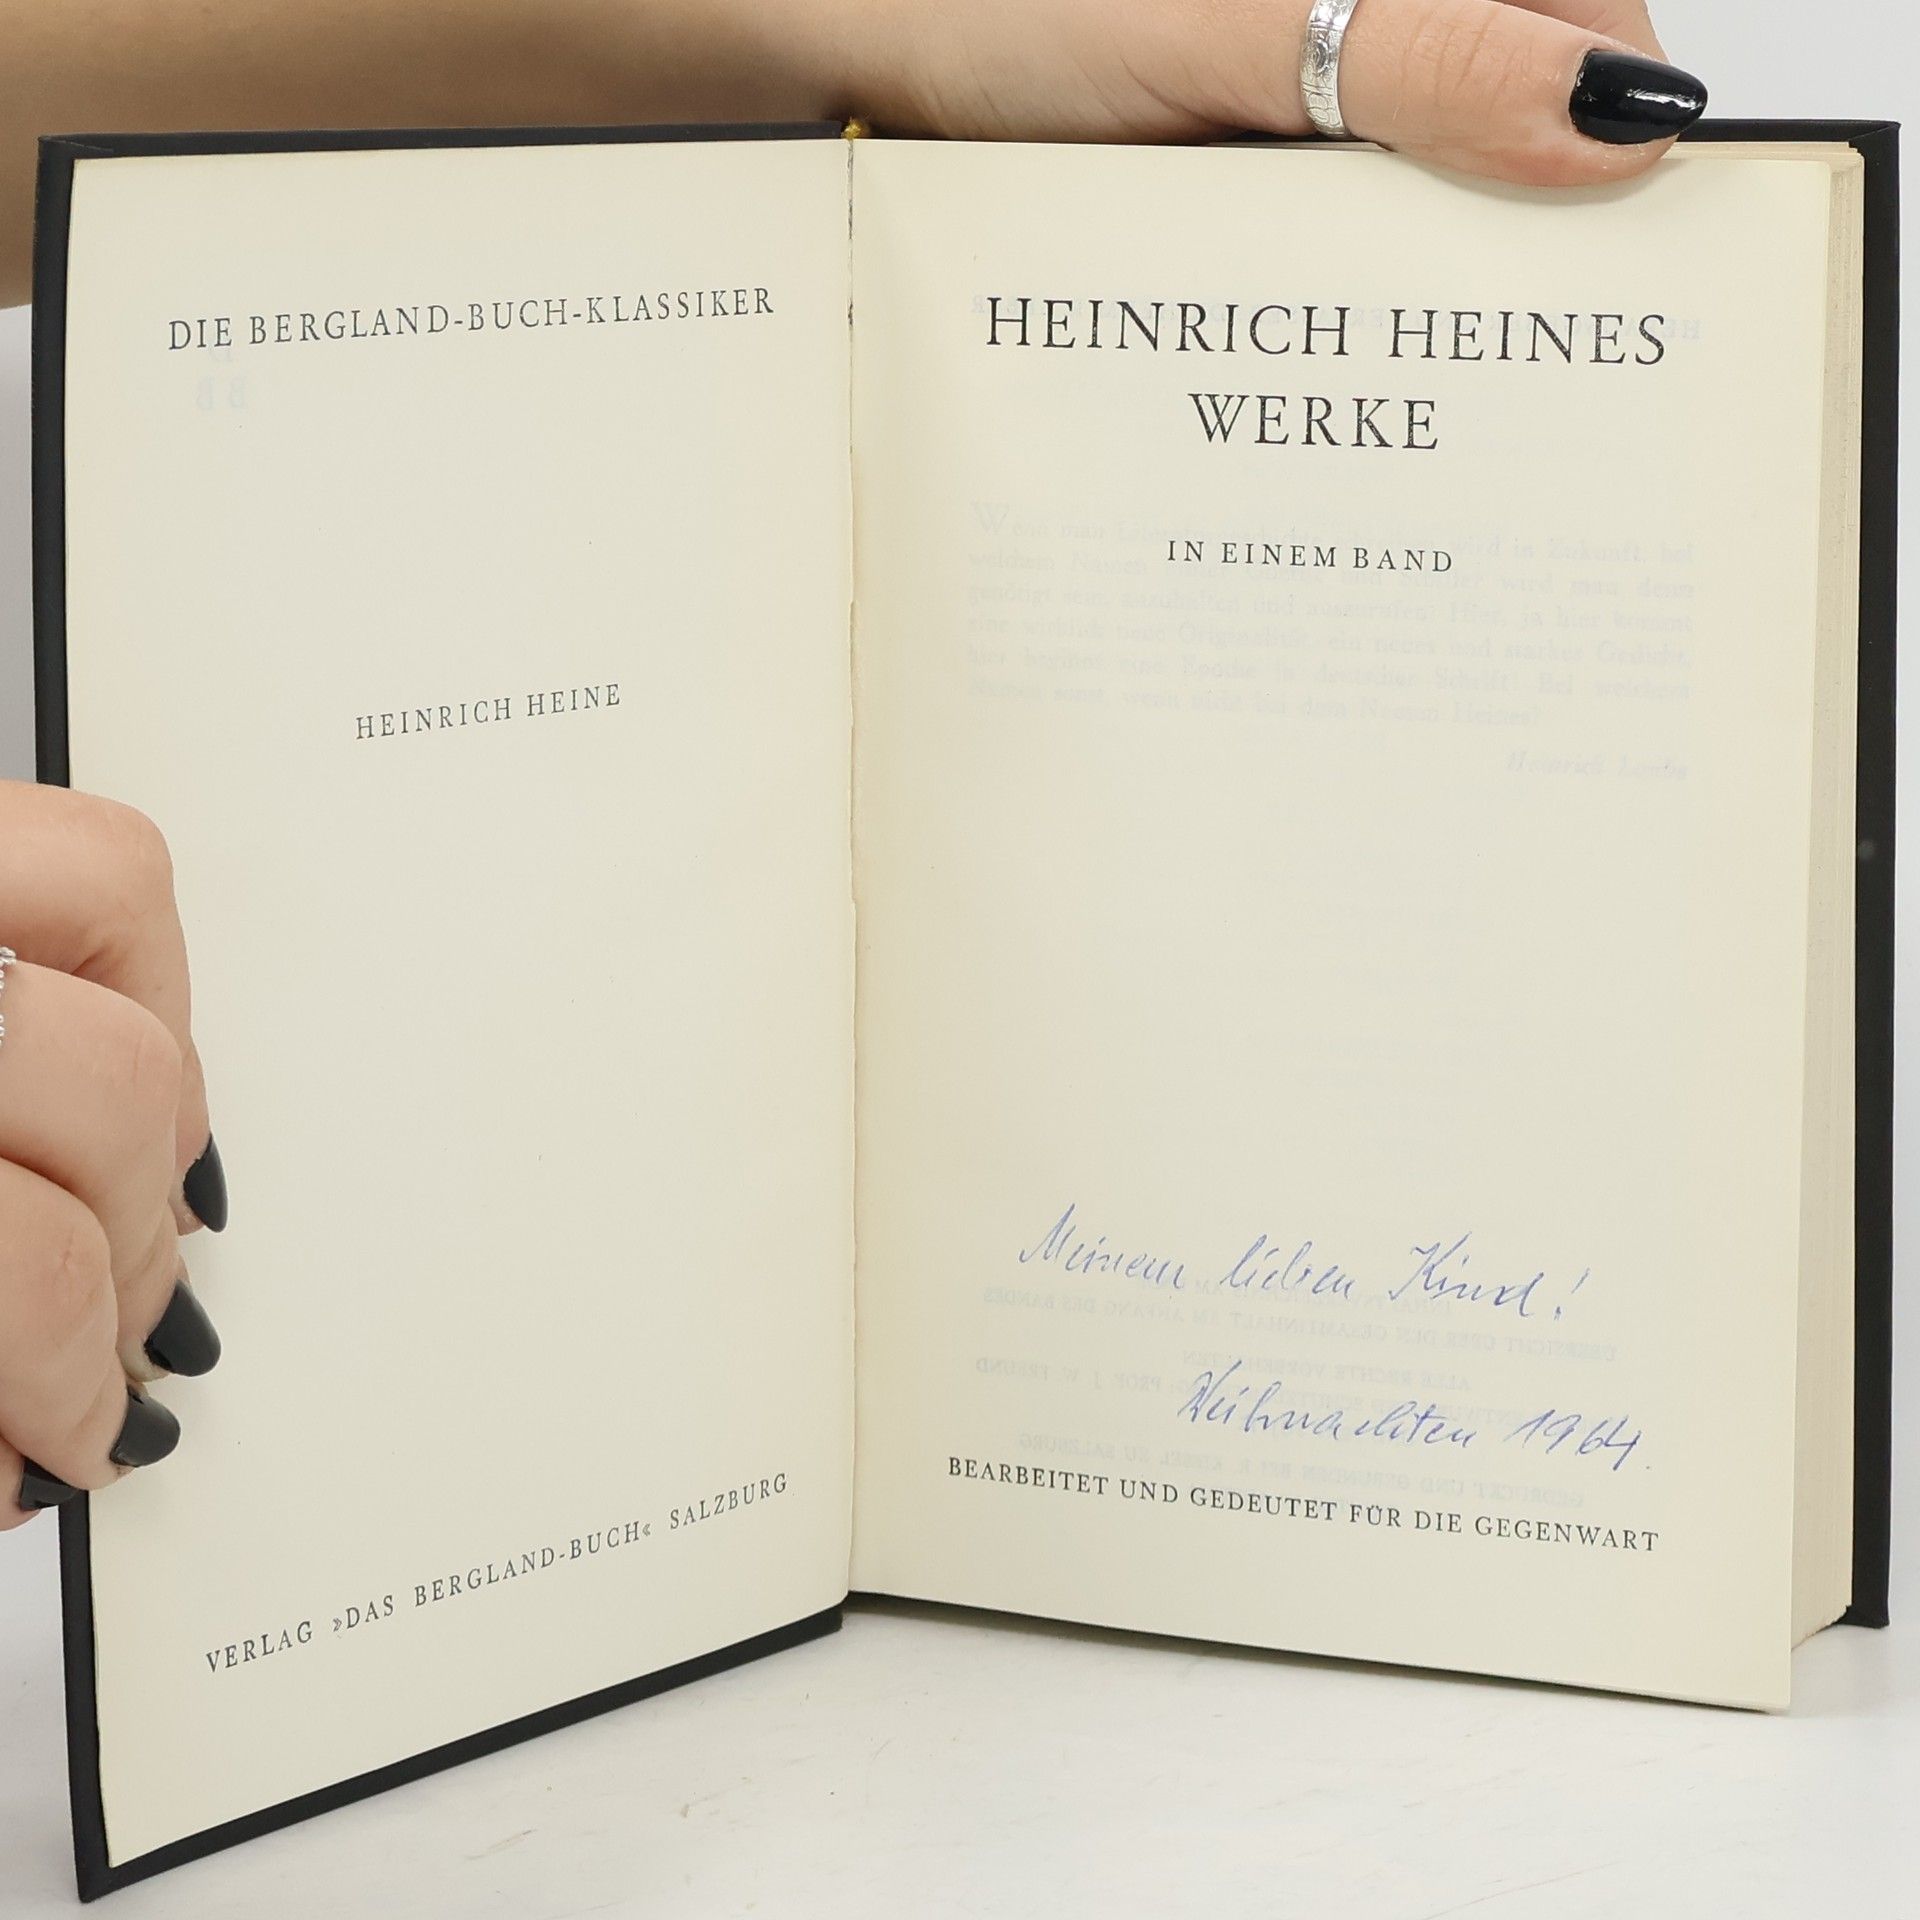 DIE BERGLAND-BUCH-KLASSIKER
HEINRICH HEINE
VERLAG »DAS BERGLAND-BUCH« SALZBURG
HEINRICH HEINES
WERKE
IN EINEM BAND
Meinem lieben Kind!
Weihnachten 1964.
BEARBEITET UND GEDEUTET FÜR DIE GEGENWART